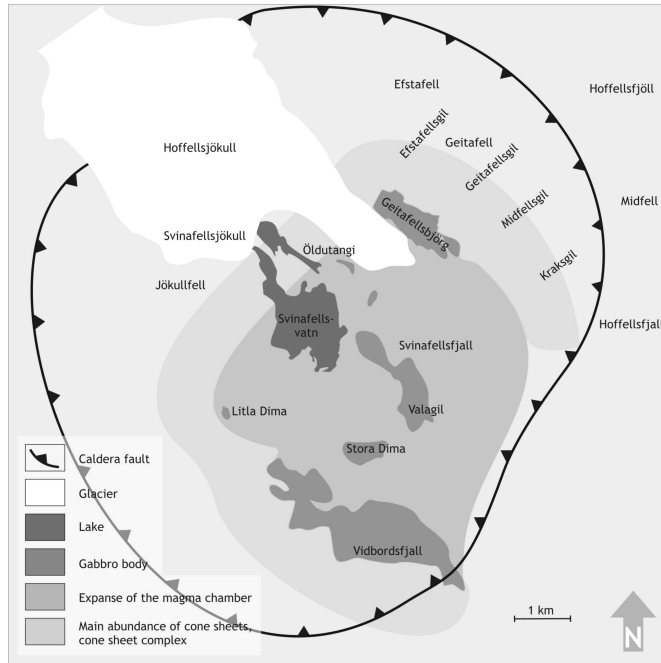 Efstafell
Hoffellsfjöll
Efstafellsgil
Geitafell
Hoffellsjökull
Geitafellsgil
Midfellsgil
Midfell
Geitafellsbjörg
Svinafellsjökull
Öldutangi
Kraksgil
Jökullfell
Svinafells-
vatn
Hoffellsfjall
Svinafellsfjall
Litla Dima
Valagil
Stora Dima
Vidbordsfjall
Caldera fault
Glacier
Lake
Gabbro body
Expanse of the magma chamber
Main abundance of cone sheets,
cone sheet complex
1 km
N